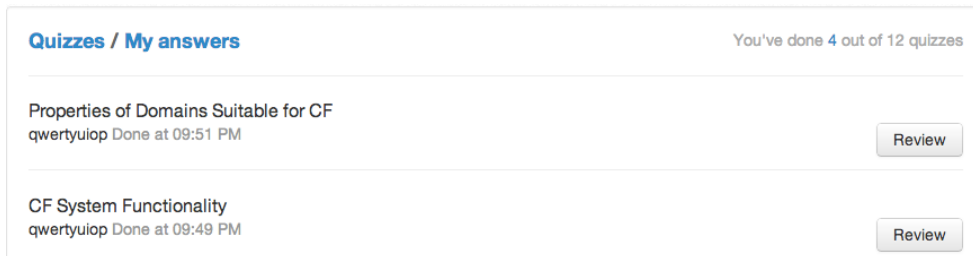 Quizzes / My answers
You've done 4 out of 12 quizzes
Properties of Domains Suitable for CF
qwertyuiop Done at 09:51 PM
Review
CF System Functionality
qwertyuiop Done at 09:49 PM
Review